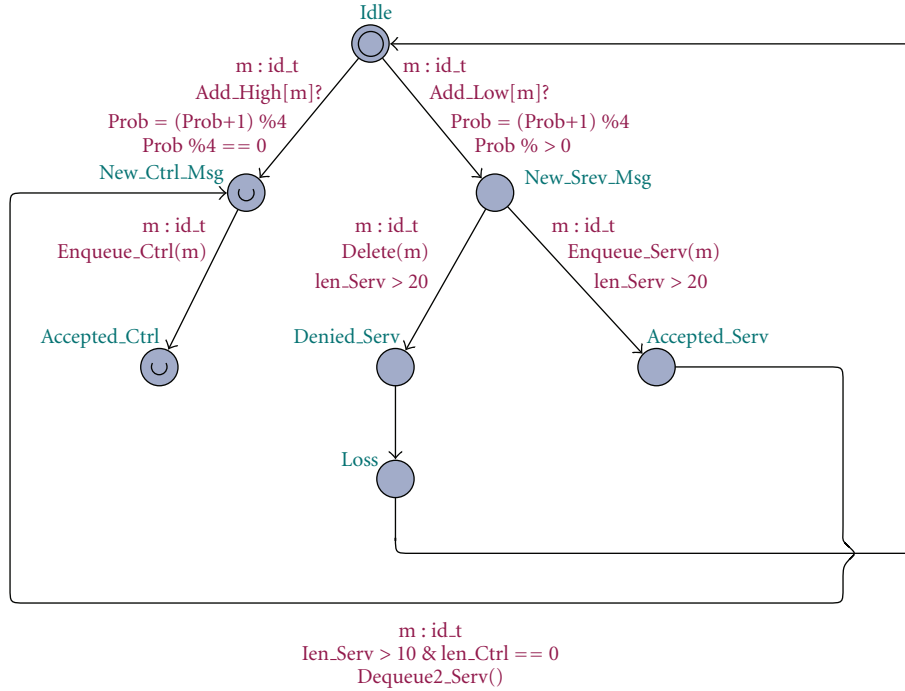 Idle
m : id_t
Add_High[m]?
Prob = (Prob+1) %4
Prob %4 == 0
m : id_t
Add_Low[m]?
Prob = (Prob+1) %4
Prob % > 0
New_Ctrl_Msg
New_Srev_Msg
m : id_t
Enqueue_Ctrl(m)
m : id_t
Delete(m)
len_Serv > 20
m : id_t
Enqueue_Serv(m)
len_Serv > 20
Accepted_Ctrl
Denied_Serv
Accepted_Serv
Loss
m : id_t
Ien_Serv > 10 & len_Ctrl == 0
Dequeue2_Serv()